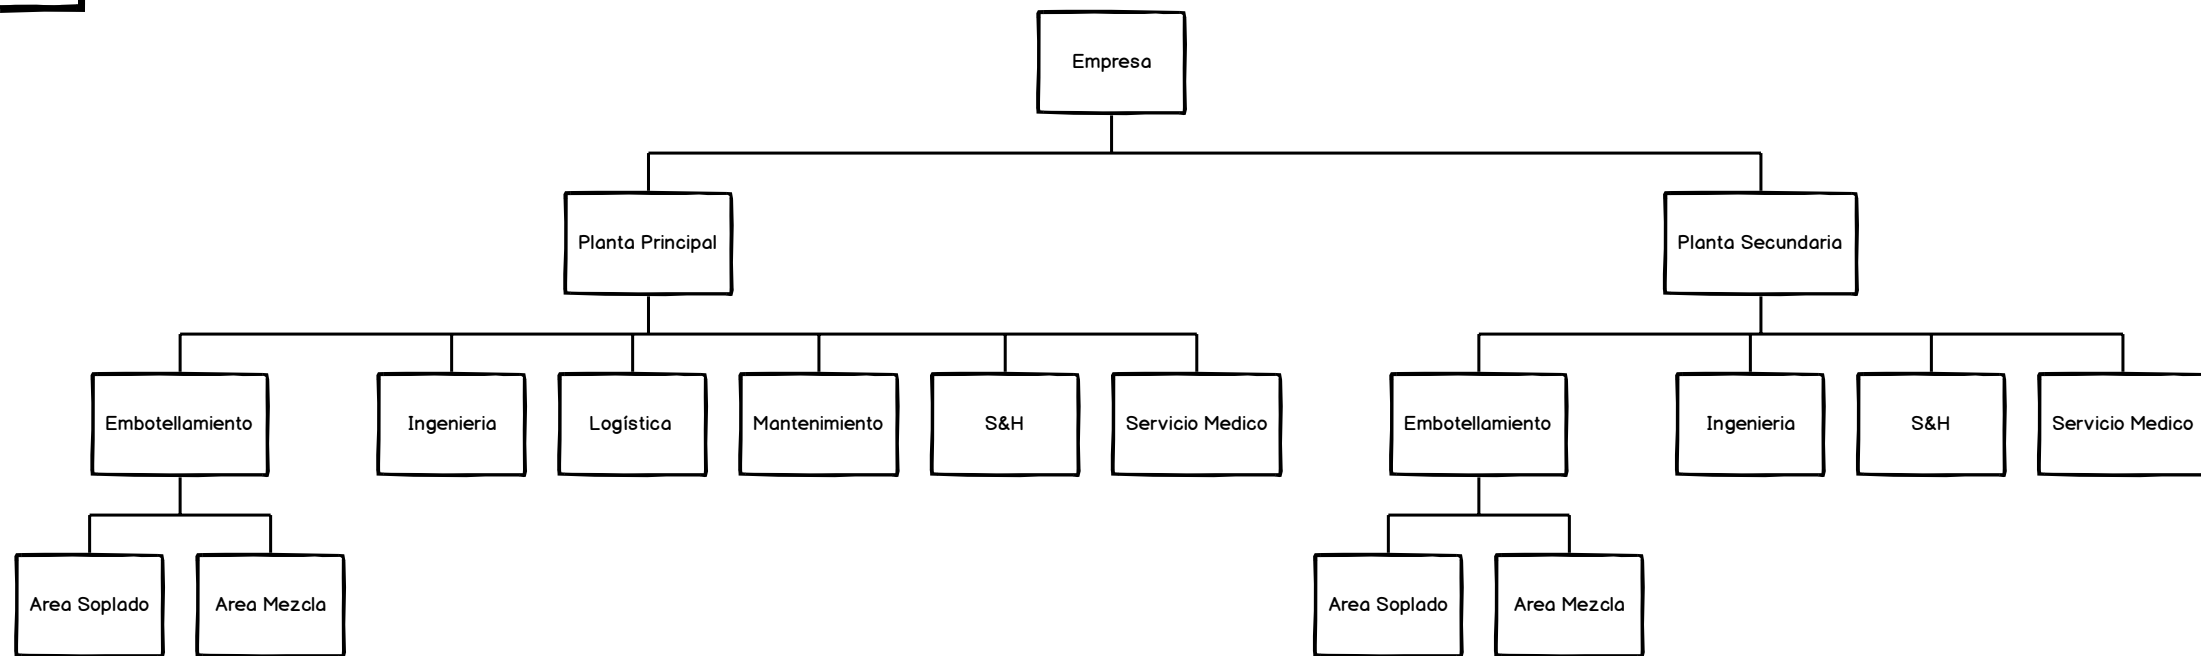 Empresa
Planta Principal
Planta Secundaria
Embotellamiento
Ingenieria
Logística
Mantenimiento
S&H
Servicio Medico
Embotellamiento
Ingenieria
S&H
Servicio Medico
Area Soplado
Area Mezcla
Area Soplado
Area Mezcla